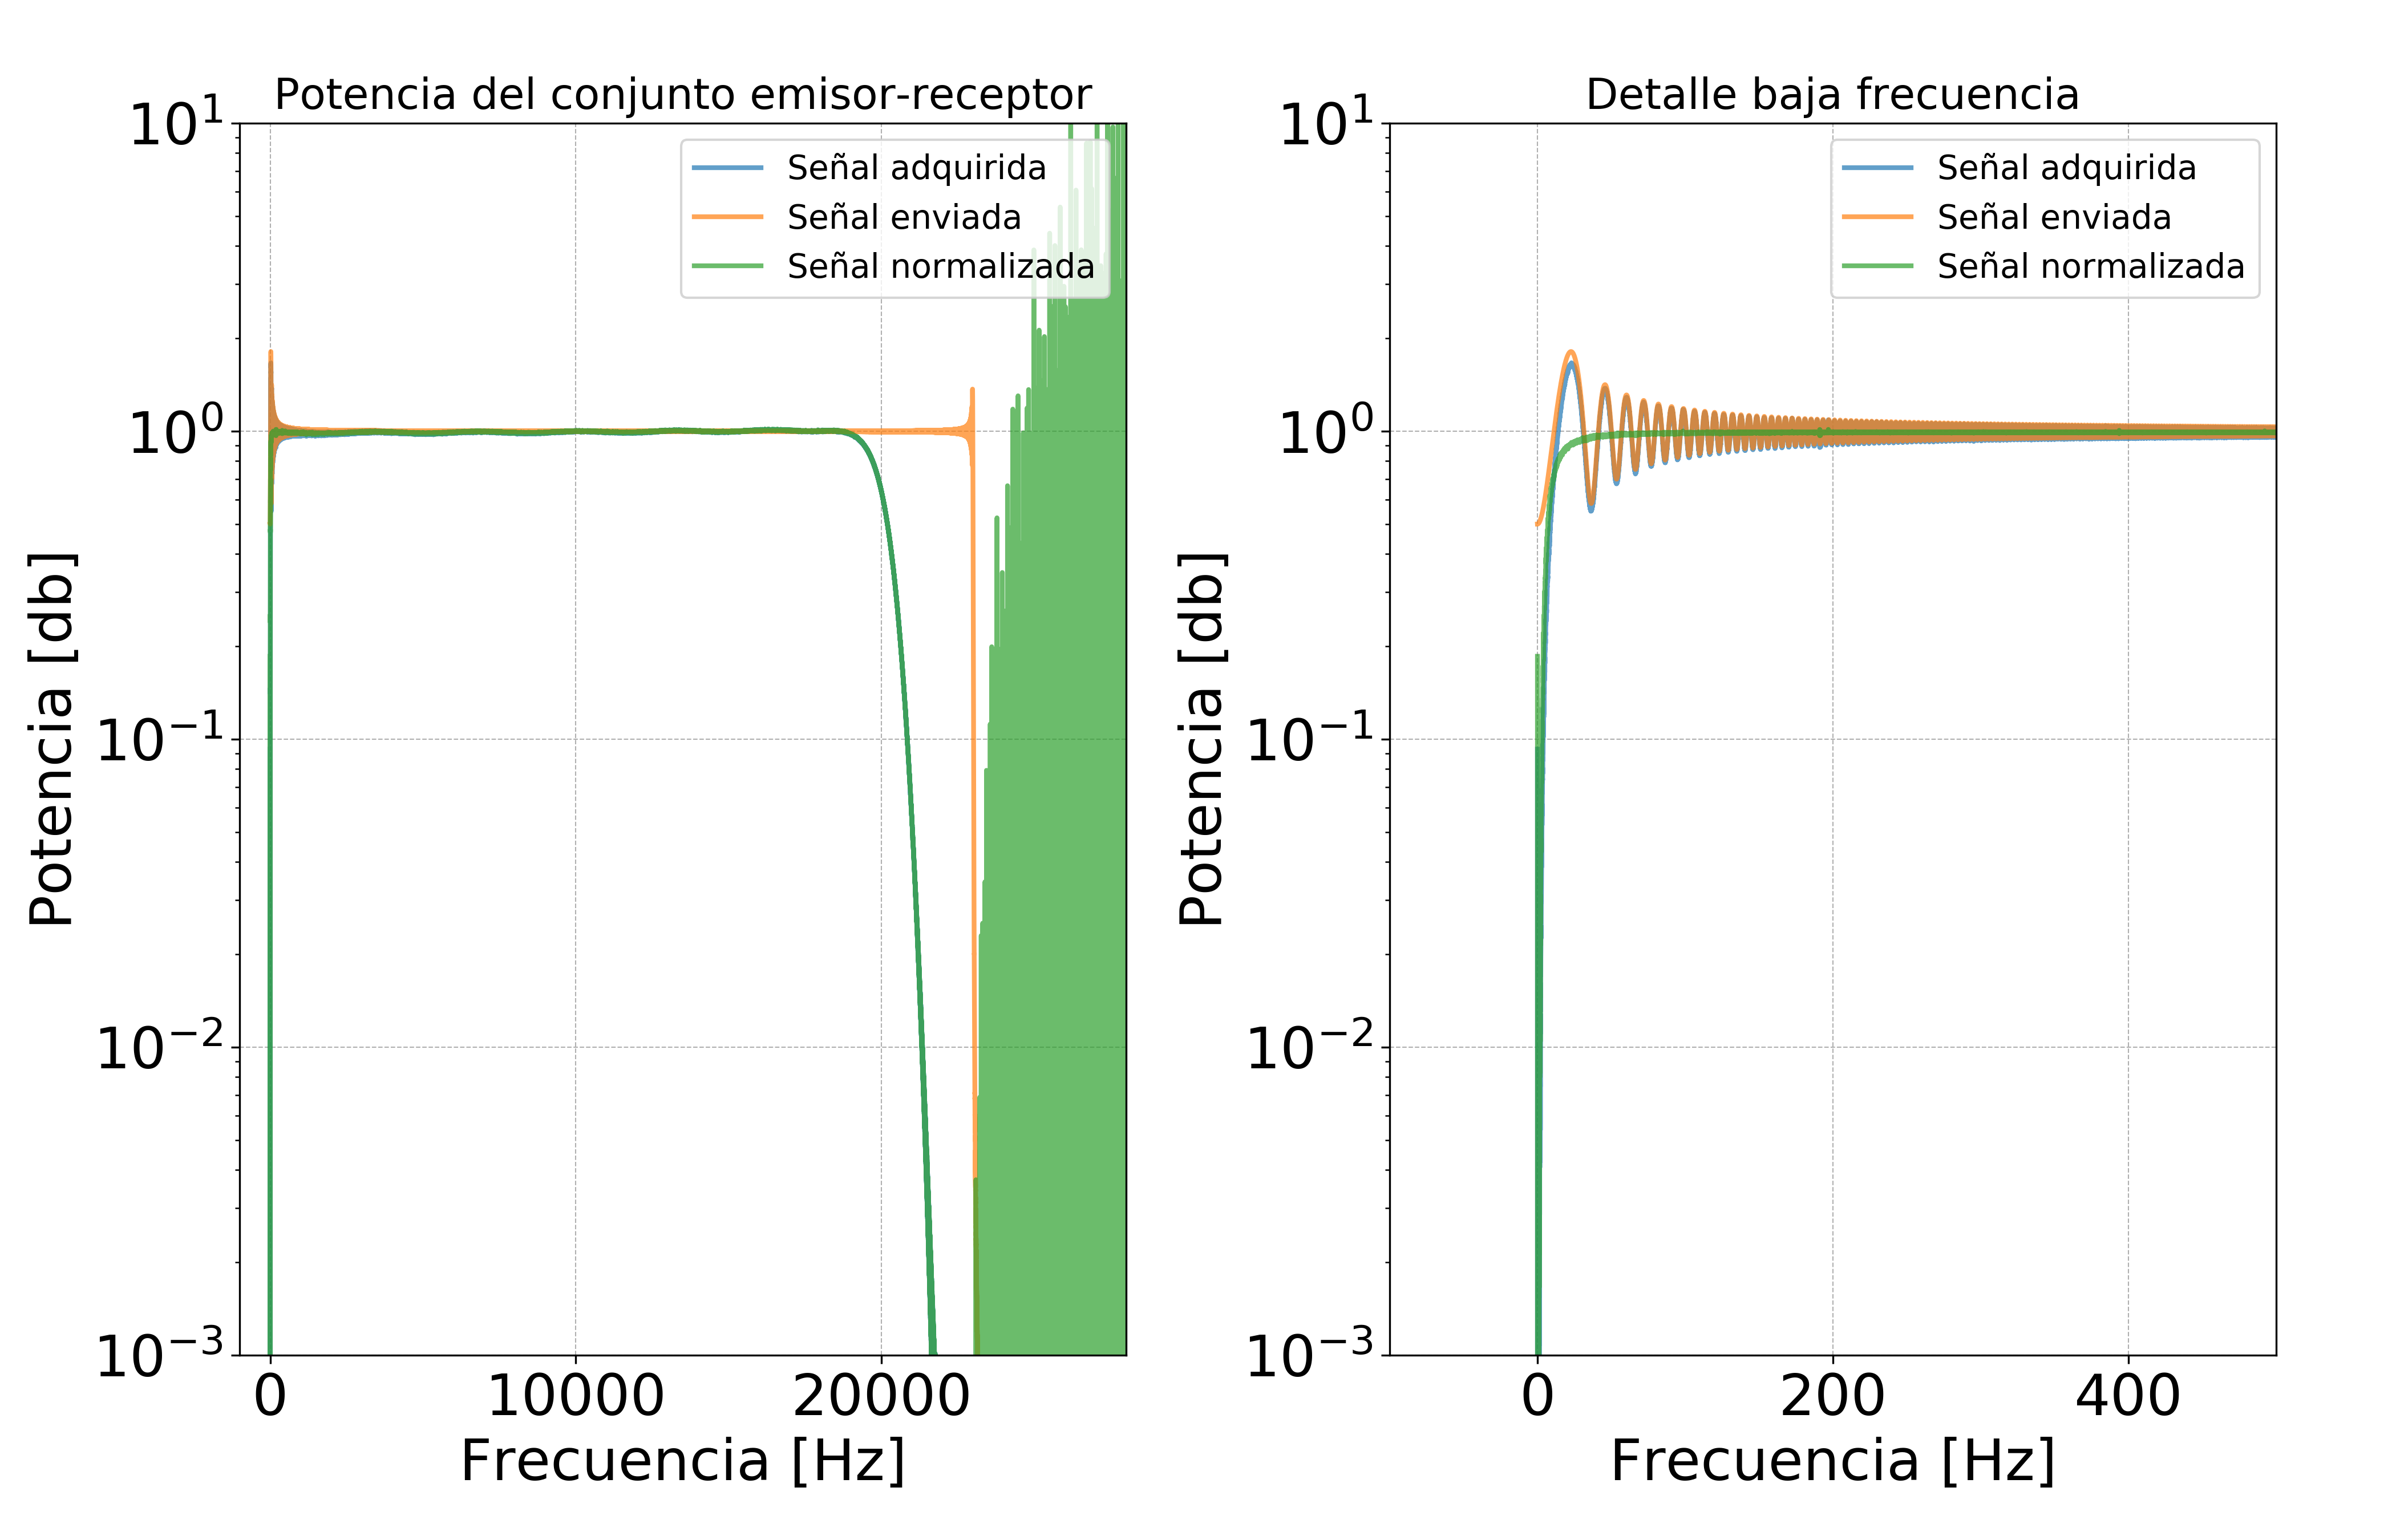 Potencia del conjunto emisor-receptor
10¹
10⁰
10⁻¹
10⁻²
10⁻³
Potencia [db]
Señal adquirida
Señal enviada
Señal normalizada
0 10000 20000
Frecuencia [Hz]
Detalle baja frecuencia
10¹
10⁰
10⁻¹
10⁻²
10⁻³
Potencia [db]
Señal adquirida
Señal enviada
Señal normalizada
0 200 400
Frecuencia [Hz]